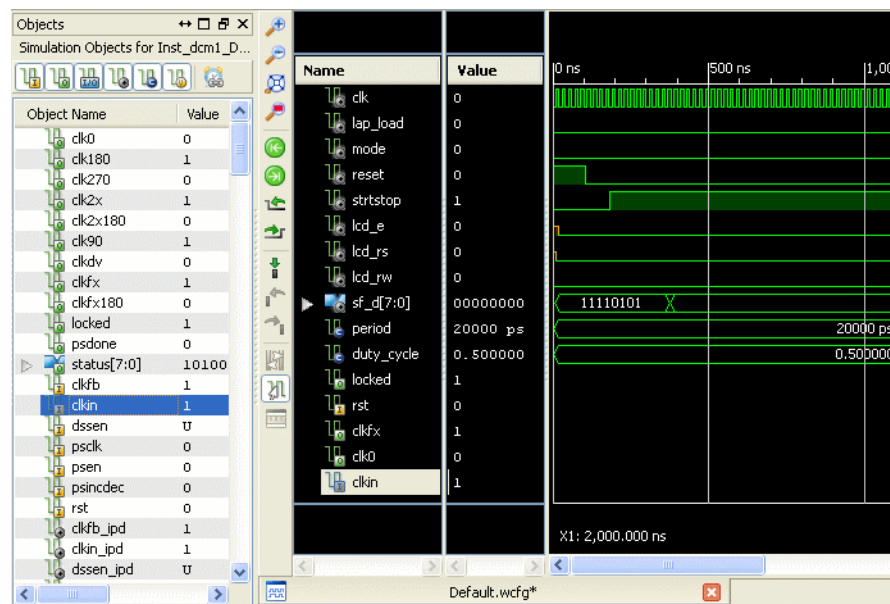 Objects
Simulation Objects for Inst_dcm1_D...
Object Name Value
clk0 0
clk180 1
clk270 0
clk2x 1
clk2x180 0
clk90 1
clkdv 0
clkfx 1
clkfx180 0
locked 1
psdone 0
status[7:0] 10100
clkfb 1
clkin 1
dssen U
psclk 0
psen 0
psincdec 0
rst 0
clkfb_ipd 1
clkin_ipd 1
dssen_ipd U
Name Value
clk 0
lap_load 0
mode 0
reset 0
strtstop 1
lcd_e 0
lcd_rs 0
lcd_rw 0
sf_d[7:0] 00000000
period 20000 ps
duty_cycle 0.500000
locked 1
rst 0
clkfx 1
clk0 0
clkin 1
0 ns 500 ns 1,00
11110101
20000 ps
0.500000
X1: 2,000.000 ns
Default.wcfg*